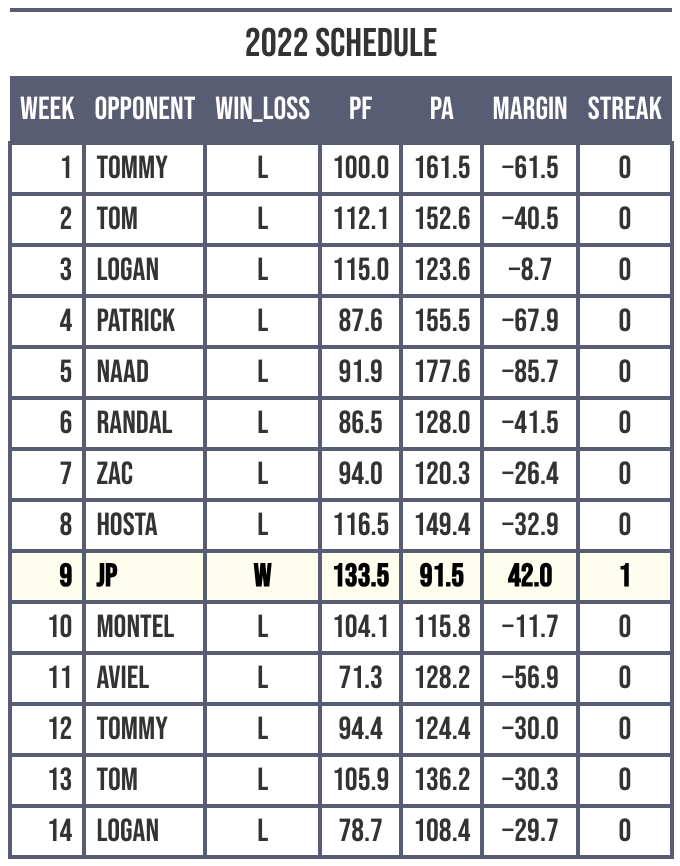 2022 SCHEDULE
WEEK OPPONENT WIN_LOSS PF PA MARGIN STREAK
1 TOMMY L 100.0 161.5 −61.5 0
2 TOM L 112.1 152.6 −40.5 0
3 LOGAN L 115.0 123.6 −8.7 0
4 PATRICK L 87.6 155.5 −67.9 0
5 NAAD L 91.9 177.6 −85.7 0
6 RANDAL L 86.5 128.0 −41.5 0
7 ZAC L 94.0 120.3 −26.4 0
8 HOSTA L 116.5 149.4 −32.9 0
9 JP W 133.5 91.5 42.0 1
10 MONTEL L 104.1 115.8 −11.7 0
11 AVIEL L 71.3 128.2 −56.9 0
12 TOMMY L 94.4 124.4 −30.0 0
13 TOM L 105.9 136.2 −30.3 0
14 LOGAN L 78.7 108.4 −29.7 0